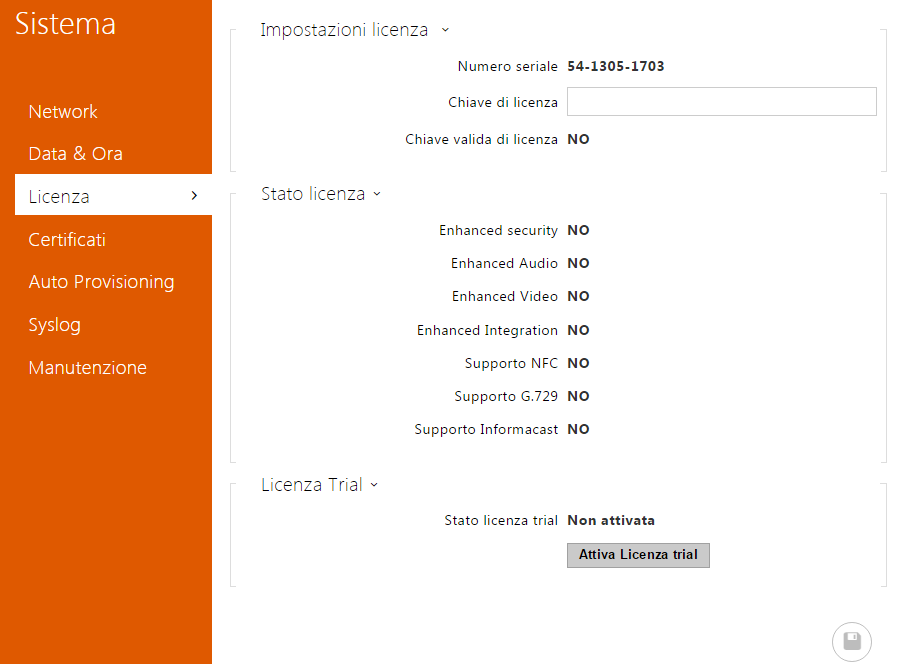 Sistema
Network
Data & Ora
Licenza
Certificati
Auto Provisioning
Syslog
Manutenzione
Impostazioni licenza
Numero seriale 54-1305-1703
Chiave di licenza
Chiave valida di licenza NO
Stato licenza
Enhanced security NO
Enhanced Audio NO
Enhanced Video NO
Enhanced Integration NO
Supporto NFC NO
Supporto G.729 NO
Supporto Informacast NO
Licenza Trial
Stato licenza trial Non attivata
Attiva Licenza trial